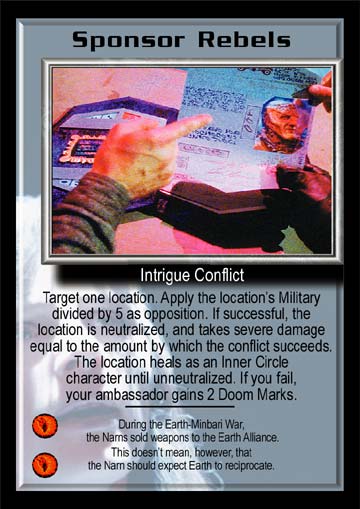 Sponsor Rebels
Intrigue Conflict
Target one location. Apply the location's Military
divided by 5 as opposition. If successful, the
location is neutralized, and takes severe damage
equal to the amount by which the conflict succeeds.
The location heals as an Inner Circle
character until unneutralized. If you fail,
your ambassador gains 2 Doom Marks.
During the Earth-Minbari War,
the Narns sold weapons to the Earth Alliance.
This doesn't mean, however, that
the Narn should expect Earth to reciprocate.